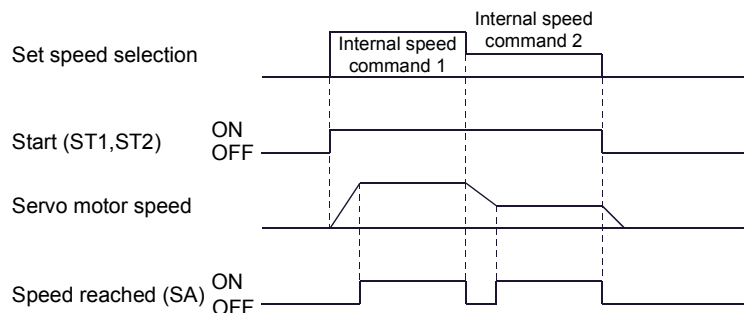 Internal speed
command 2
Internal speed
command 1
Set speed selection
Start (ST1,ST2)
ON
OFF
Servo motor speed
Speed reached (SA)
ON
OFF